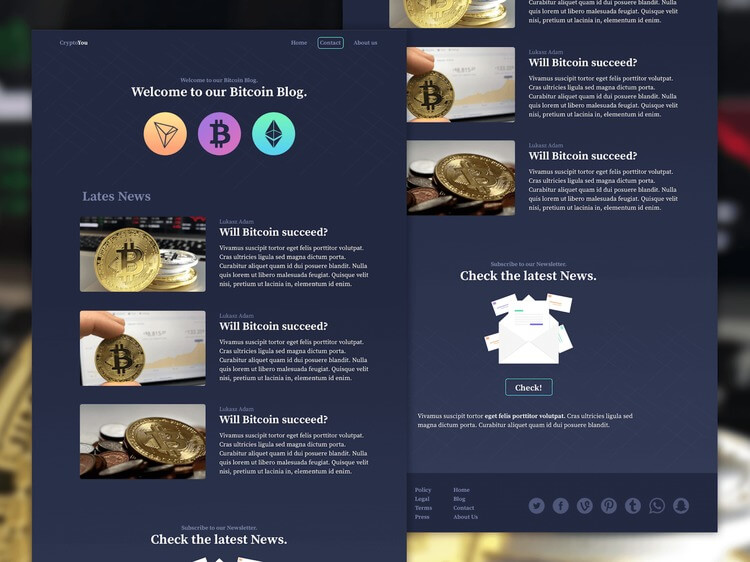 CryptoYou
Home
Contact
About us
Welcome to our Bitcoin Blog.
Welcome to our Bitcoin Blog.
Lates News
Lukasz Adam
Will Bitcoin succeed?
Vivamus suscipit tortor eget felis porttitor volutpat.
Cras ultricies ligula sed magna dictum porta.
Curabitur aliquet quam id dui posuere blandit. Nulla
quis lorem ut libero malesuada feugiat. Quisque velit
nisi, pretium ut lacinia in, elementum id enim.
Lukasz Adam
Will Bitcoin succeed?
Vivamus suscipit tortor eget felis porttitor volutpat.
Cras ultricies ligula sed magna dictum porta.
Curabitur aliquet quam id dui posuere blandit. Nulla
quis lorem ut libero malesuada feugiat. Quisque velit
nisi, pretium ut lacinia in, elementum id enim.
Lukasz Adam
Will Bitcoin succeed?
Vivamus suscipit tortor eget felis porttitor volutpat.
Cras ultricies ligula sed magna dictum porta.
Curabitur aliquet quam id dui posuere blandit. Nulla
quis lorem ut libero malesuada feugiat. Quisque velit
nisi, pretium ut lacinia in, elementum id enim.
Subscribe to our Newsletter.
Check the latest News.
quis lorem ut libero malesuada feugiat. Quisque velit
nisi, pretium ut lacinia in, elementum id enim.
Lukasz Adam
Will Bitcoin succeed?
Vivamus suscipit tortor eget felis porttitor volutpat.
Cras ultricies ligula sed magna dictum porta.
Curabitur aliquet quam id dui posuere blandit. Nulla
quis lorem ut libero malesuada feugiat. Quisque velit
nisi, pretium ut lacinia in, elementum id enim.
Lukasz Adam
Will Bitcoin succeed?
Vivamus suscipit tortor eget felis porttitor volutpat.
Cras ultricies ligula sed magna dictum porta.
Curabitur aliquet quam id dui posuere blandit. Nulla
quis lorem ut libero malesuada feugiat. Quisque velit
nisi, pretium ut lacinia in, elementum id enim.
Subscribe to our Newsletter.
Check the latest News.
Check!
Vivamus suscipit tortor eget felis porttitor volutpat. Cras ultricies ligula sed
magna dictum porta. Curabitur aliquet quam id dui posuere blandit.
Policy
Legal
Terms
Press
Home
Blog
Contact
About Us